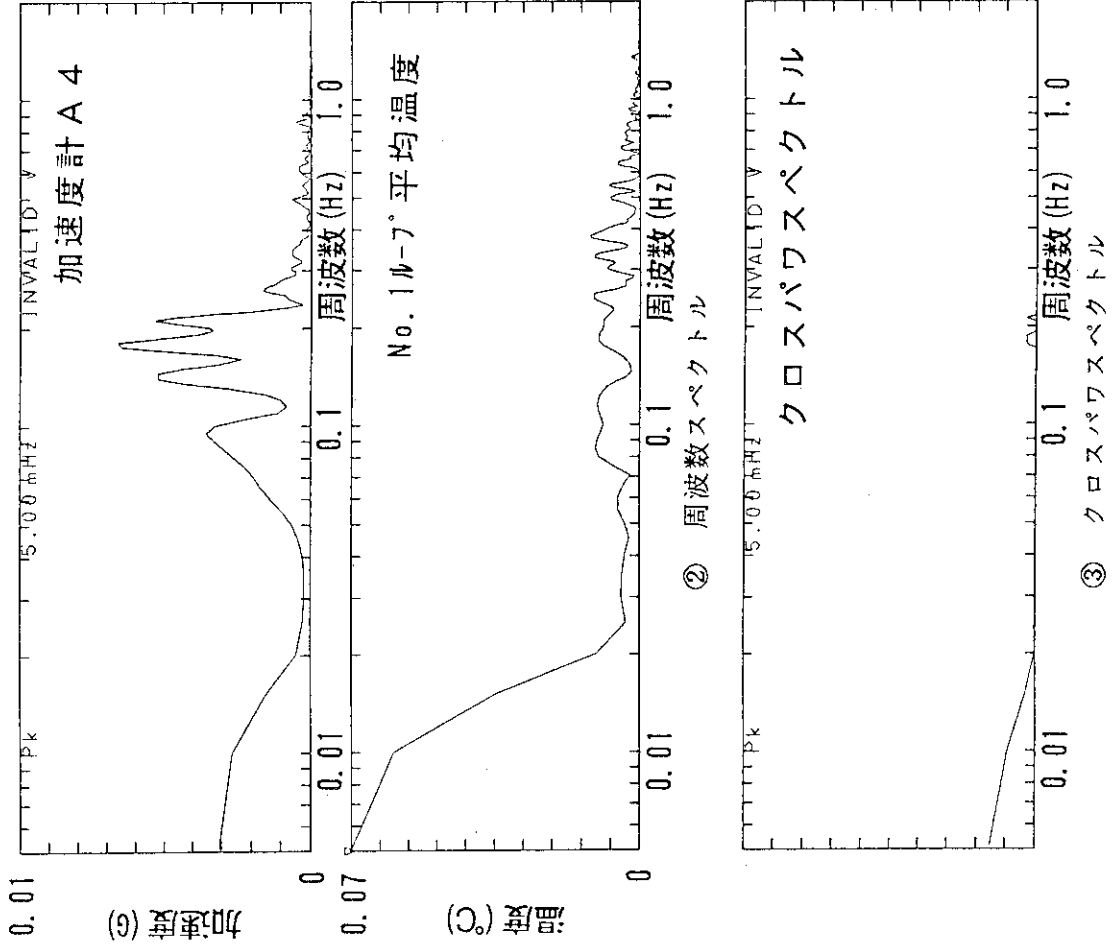 0.01
加速度(G)
0
Pk
5.00mHz
INVALID
加速度計A4
0.01
0.1
1.0
周波数(Hz)
0.07
温度(℃)
0
No.1ループ平均温度
0.01
0.1
1.0
周波数(Hz)
② 周波数スペクトル
Pk
5.00mHz
INVALID
クロスパワスペクトル
0.01
0.1
1.0
周波数(Hz)
③ クロスパワスペクトル